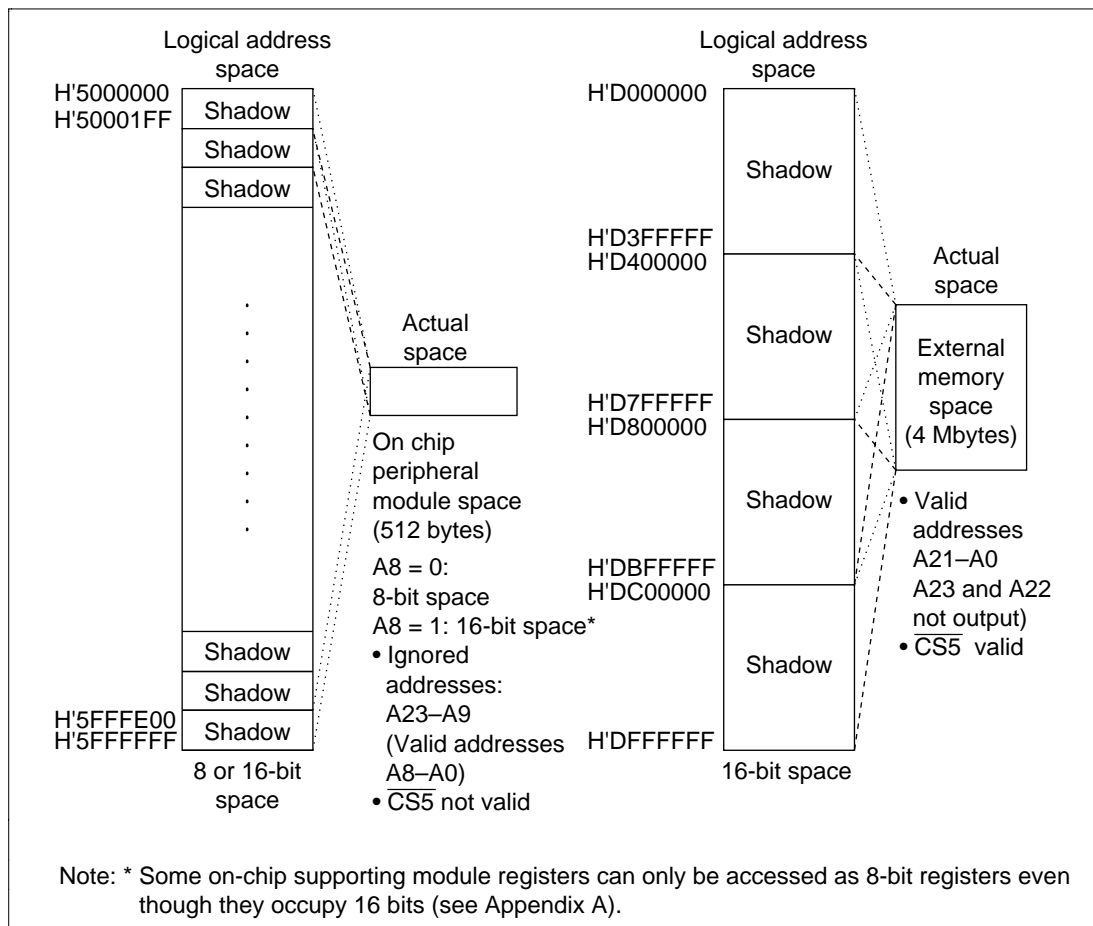 Logical address
space
H'5000000
H'50001FF
Shadow
Shadow
Shadow
Shadow
Shadow
H'5FFFE00
H'5FFFFFF
Shadow
8 or 16-bit
space
Actual
space
On chip
peripheral
module space
(512 bytes)
A8 = 0:
8-bit space
A8 = 1: 16-bit space*
• Ignored
addresses:
A23–A9
(Valid addresses
A8–A0)
• CS5 not valid
Logical address
space
H'D000000
Shadow
H'D3FFFFF
H'D400000
Shadow
H'D7FFFFF
H'D800000
Shadow
H'DBFFFFF
H'DC00000
Shadow
H'DFFFFFF
16-bit space
Actual
space
External
memory
space
(4 Mbytes)
• Valid
addresses
A21–A0
A23 and A22
not output)
• CS5 valid
Note: * Some on-chip supporting module registers can only be accessed as 8-bit registers even
though they occupy 16 bits (see Appendix A).